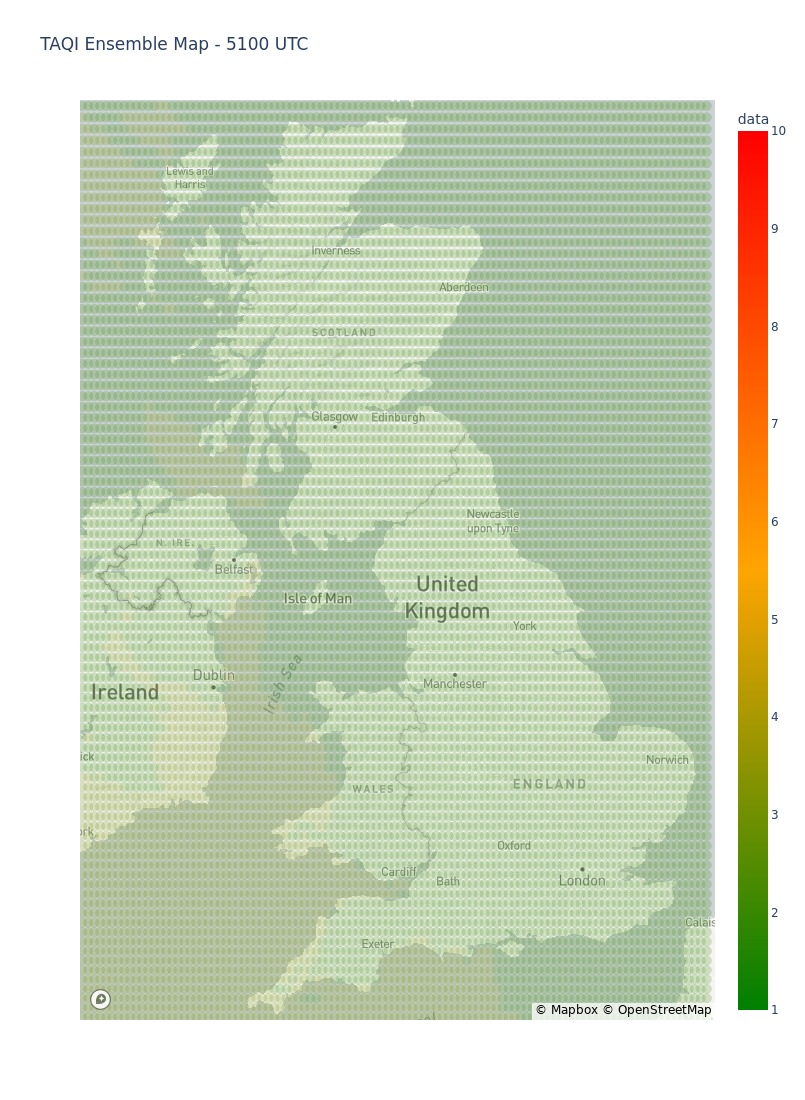 TAQI Ensemble Map - 5100 UTC
data
10
9
8
7
6
5
4
3
2
1
Lewis and
Harris
Inverness
Aberdeen
SCOTLAND
Glasgow
Edinburgh
Newcastle
upon Tyne
N. IRE.
Belfast
Isle of Man
United
Kingdom
York
Dublin
Irish Sea
Manchester
Ireland
ick
Norwich
WALES
ENGLAND
ork
Oxford
Cardiff
Bath
London
Calais
Exeter
© Mapbox © OpenStreetMap